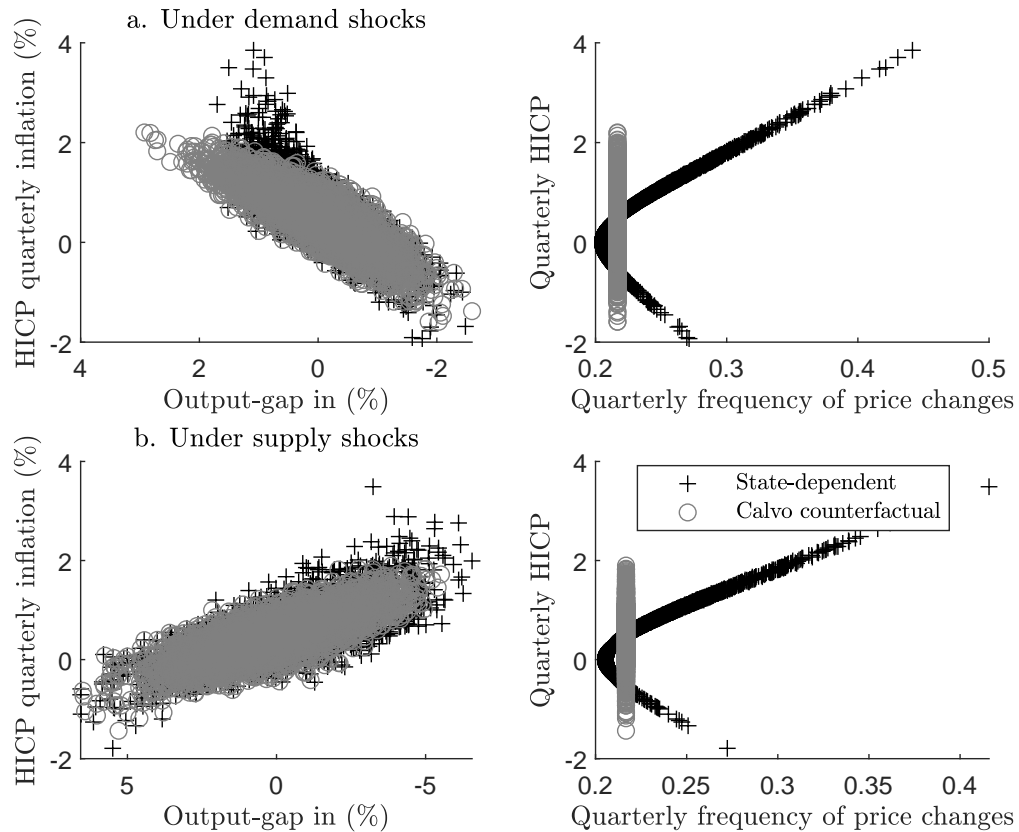 a. Under demand shocks
HICP quarterly inflation (%)
4
2
0
-2
4
2
0
-2
Output-gap in (%)
Quarterly HICP
4
2
0
-2
0.2
0.3
0.4
0.5
Quarterly frequency of price changes
b. Under supply shocks
HICP quarterly inflation (%)
4
2
0
-2
5
0
-5
Output-gap in (%)
Quarterly HICP
4
2
0
-2
0.2
0.25
0.3
0.35
0.4
Quarterly frequency of price changes
State-dependent
Calvo counterfactual